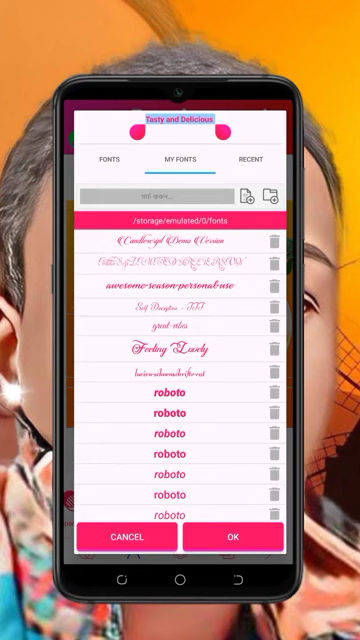 Tasty and Delicious
FONTS MY FONTS RECENT
সার্চ করুন...
/storage/emulated/0/fonts
Candlescript Demo Version
awesome-season-personal-use
Self Deception - TTF
great-vibes
Feeling Lovely
roboto
roboto
roboto
roboto
roboto
roboto
roboto
CANCEL OK